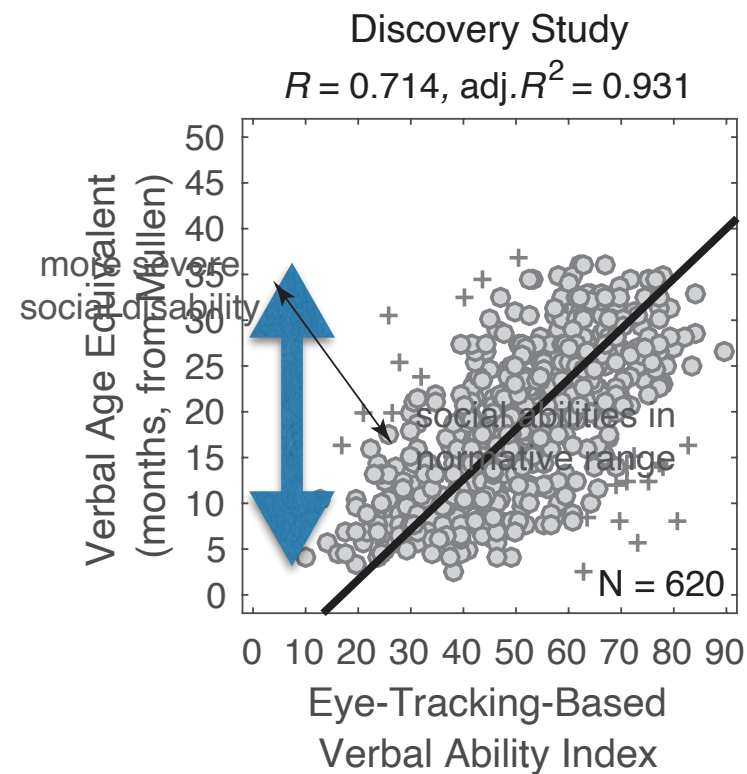 Discovery Study
R = 0.714, adj.R² = 0.931
50
45
40
35
30
25
20
15
10
5
0
Verbal Age Equivalent
(months, from Mullen)
more severe
social disability
social abilities in
normative range
N = 620
0 10 20 30 40 50 60 70 80 90
Eye-Tracking-Based
Verbal Ability Index